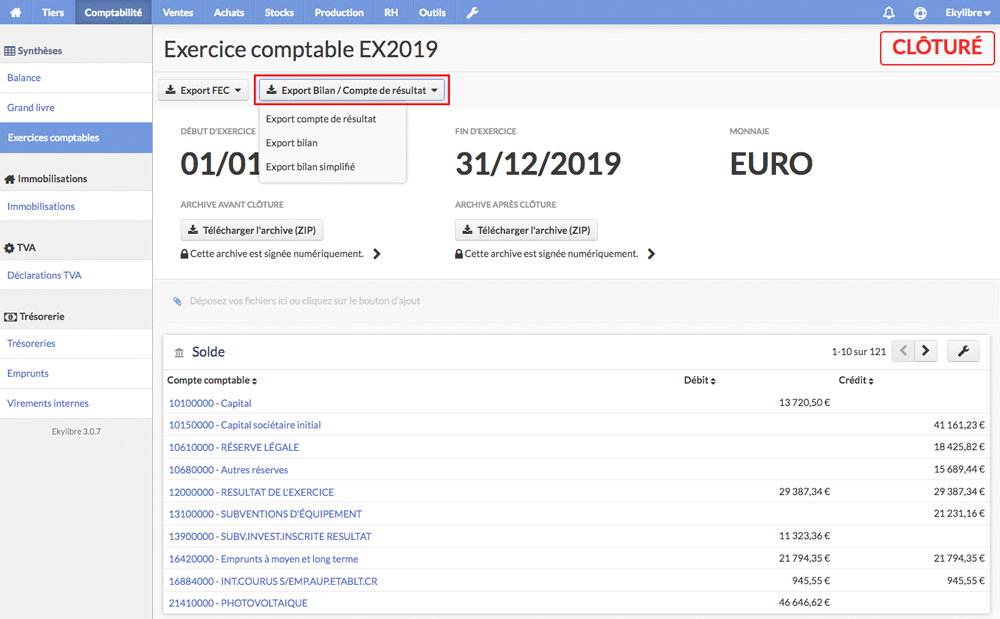 Tiers Comptabilité Ventes Achats Stocks Production RH Outils Ekylibre
Synthèses
Balance
Grand livre
Exercices comptables
Immobilisations
Immobilisations
TVA
Déclarations TVA
Trésorerie
Trésoreries
Emprunts
Virements internes
Ekylibre 3.0.7
Exercice comptable EX2019
CLÔTURÉ
Export FEC Export Bilan / Compte de résultat
Export compte de résultat
Export bilan
Export bilan simplifié
DÉBUT D'EXERCICE FIN D'EXERCICE MONNAIE
01/01 31/12/2019 EURO
ARCHIVE AVANT CLÔTURE ARCHIVE APRÈS CLÔTURE
Télécharger l'archive (ZIP) Télécharger l'archive (ZIP)
Cette archive est signée numériquement. Cette archive est signée numériquement.
Déposez vos fichiers ici ou cliquez sur le bouton d'ajout
Solde 1-10 sur 121
Compte comptable Débit Crédit
10100000 - Capital 13 720,50 €
10150000 - Capital sociétaire initial 41 161,23 €
10610000 - RÉSERVE LÉGALE 18 425,82 €
10680000 - Autres réserves 15 689,44 €
12000000 - RESULTAT DE L'EXERCICE 29 387,34 € 29 387,34 €
13100000 - SUBVENTIONS D'ÉQUIPEMENT 21 231,16 €
13900000 - SUBV.INVEST.INSCRITE RESULTAT 11 323,36 €
16420000 - Emprunts à moyen et long terme 21 794,35 € 21 794,35 €
16884000 - INT.COURUS S/EMP.AUP.ETABLT.CR 945,55 € 945,55 €
21410000 - PHOTOVOLTAIQUE 46 646,62 €